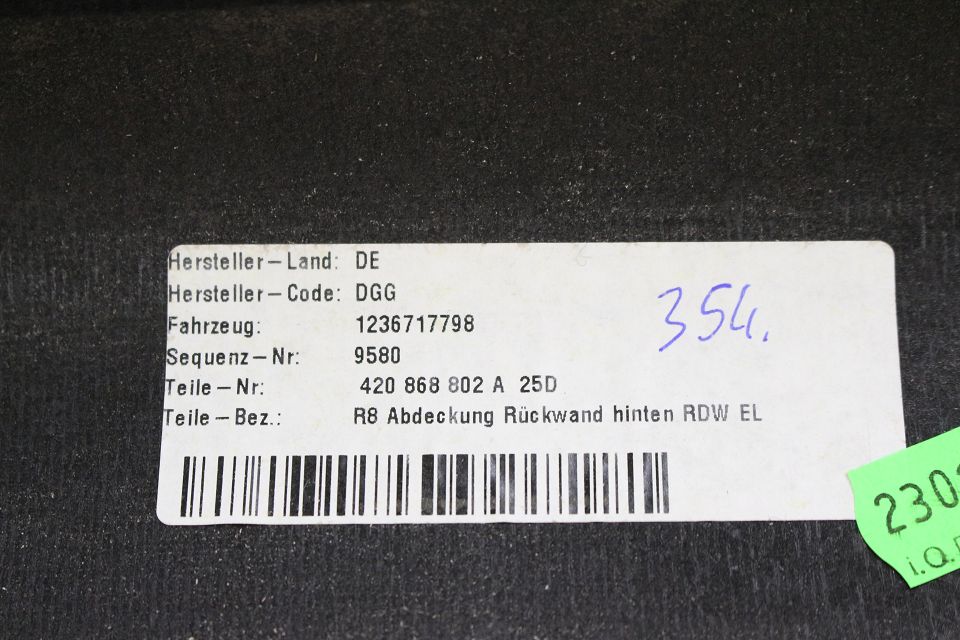 Hersteller-Land: DE
Hersteller-Code: DGG
354.
Fahrzeug: 1236717798
Sequenz-Nr: 9580
Teile-Nr: 420 868 802 A 25D
Teile-Bez.: R8 Abdeckung Rückwand hinten RDW EL
230
i.O.